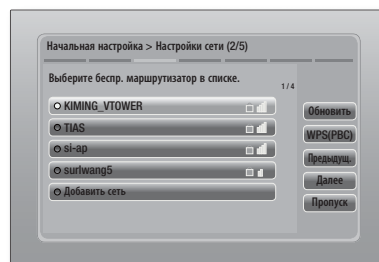 Начальная настройка > Настройки сети (2/5)
Выберите беспр. маршрутизатор в списке.
1/4
KIMING_VTOWER
TIAS
si-ap
surlwang5
Добавить сеть
Обновить
WPS(PBC)
Предыдущ.
Далее
Пропуск